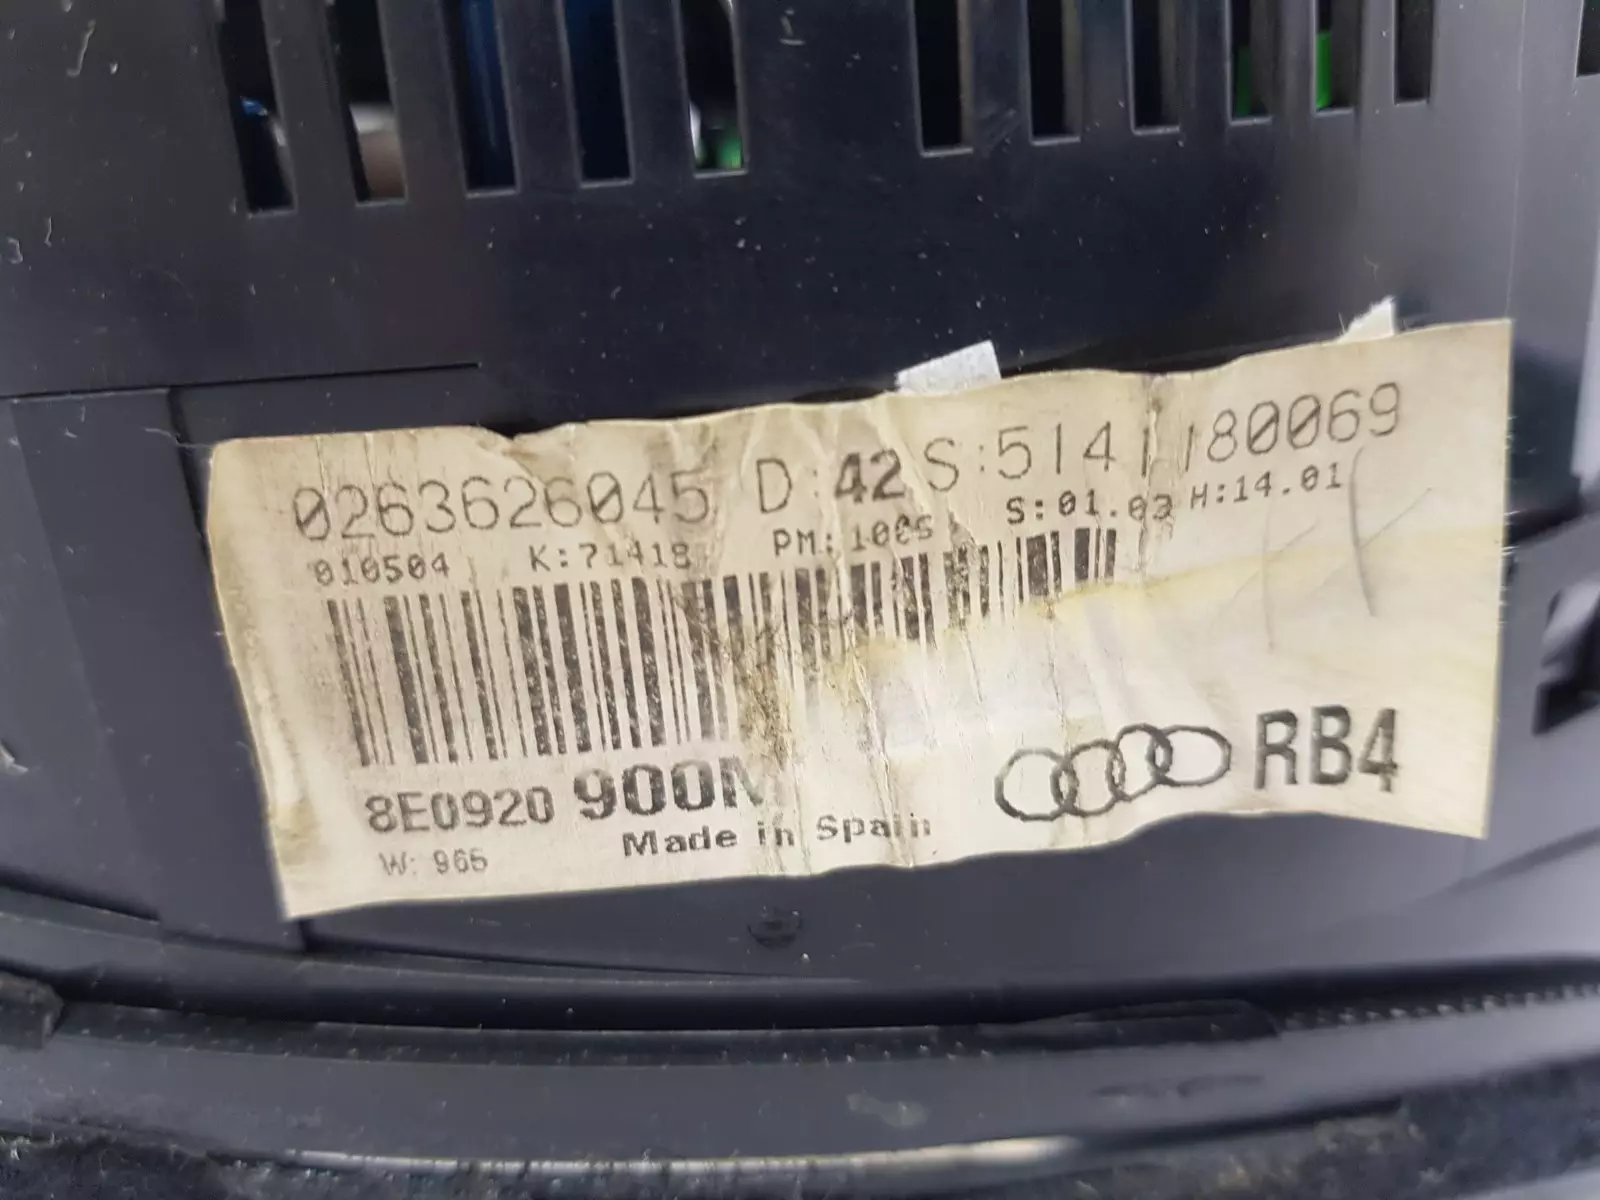 0263626045 D:42 S:5141180069
010504 K:71418 PM:1005 S:01.03 H:14.01
8E0920 900M RB4
Made in Spain
W: 965